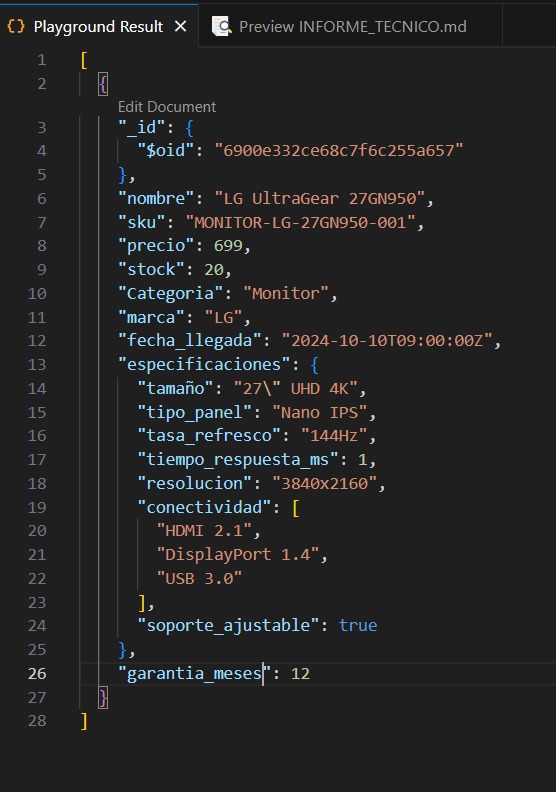 Playground Result
Preview INFORME_TECNICO.md
1 [
2 {
Edit Document
3 "_id": {
4 "$oid": "6900e332ce68c7f6c255a657"
5 },
6 "nombre": "LG UltraGear 27GN950",
7 "sku": "MONITOR-LG-27GN950-001",
8 "precio": 699,
9 "stock": 20,
10 "Categoria": "Monitor",
11 "marca": "LG",
12 "fecha_llegada": "2024-10-10T09:00:00Z",
13 "especificaciones": {
14 "tamaño": "27\" UHD 4K",
15 "tipo_panel": "Nano IPS",
16 "tasa_refresco": "144Hz",
17 "tiempo_respuesta_ms": 1,
18 "resolucion": "3840x2160",
19 "conectividad": [
20 "HDMI 2.1",
21 "DisplayPort 1.4",
22 "USB 3.0"
23 ],
24 "soporte_ajustable": true
25 },
26 "garantia_meses": 12
27 }
28 ]